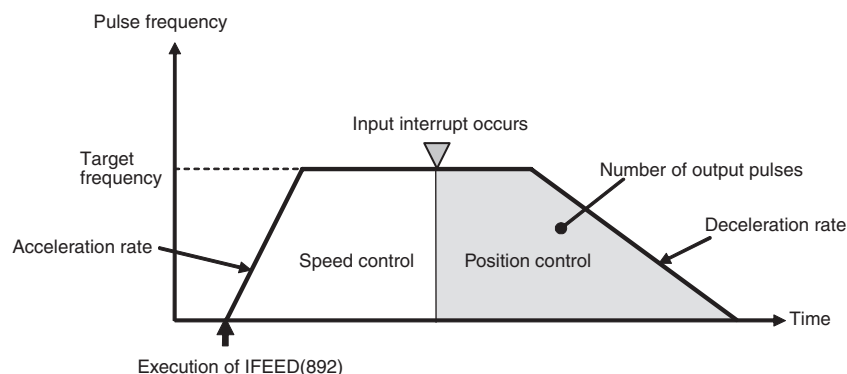 Pulse frequency
Input interrupt occurs
Target
frequency
Number of output pulses
Acceleration rate
Deceleration rate
Speed control
Position control
Time
Execution of IFEED(892)